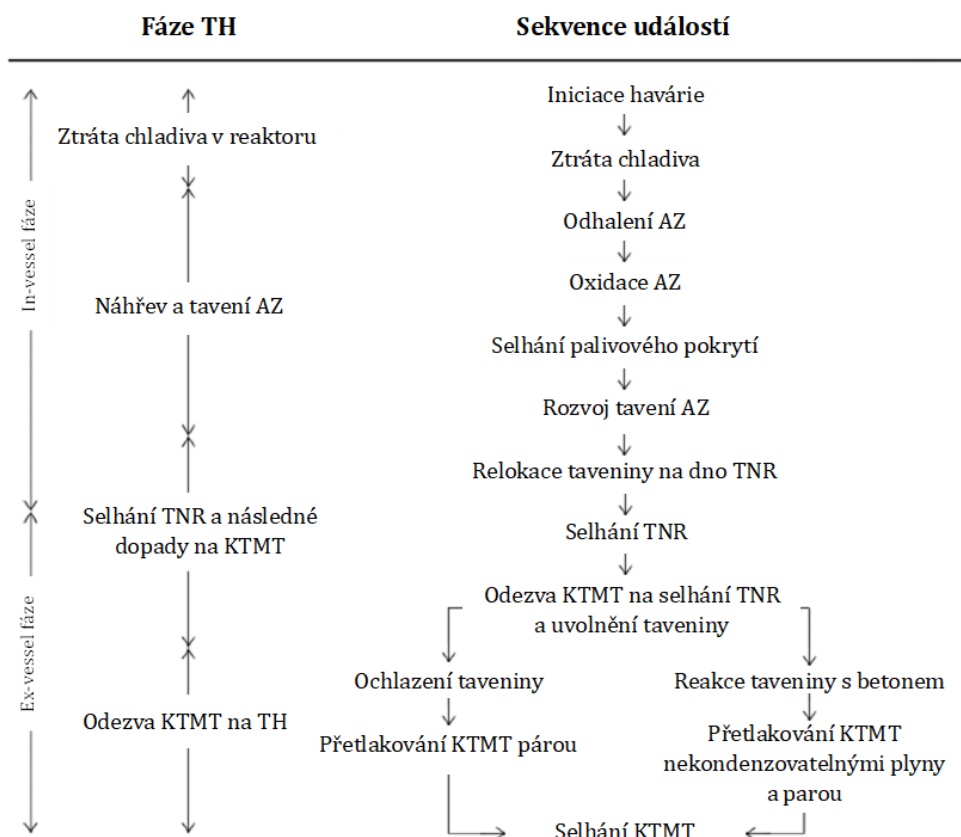 Fáze TH
Sekvence událostí
In-vessel fáze
Ex-vessel fáze
Ztráta chladiva v reaktoru
Náhřev a tavení AZ
Selhání TNR a následné
dopady na KTMT
Odezva KTMT na TH
Iniciace havárie
Ztráta chladiva
Odhalení AZ
Oxidace AZ
Selhání palivového pokrytí
Rozvoj tavení AZ
Relokace taveniny na dno TNR
Selhání TNR
Odezva KTMT na selhání TNR
a uvolnění taveniny
Ochlazení taveniny
Přetlakování KTMT párou
Reakce taveniny s betonem
Přetlakování KTMT
nekondenzovatelnými plyny
a parou
Selhání KTMT